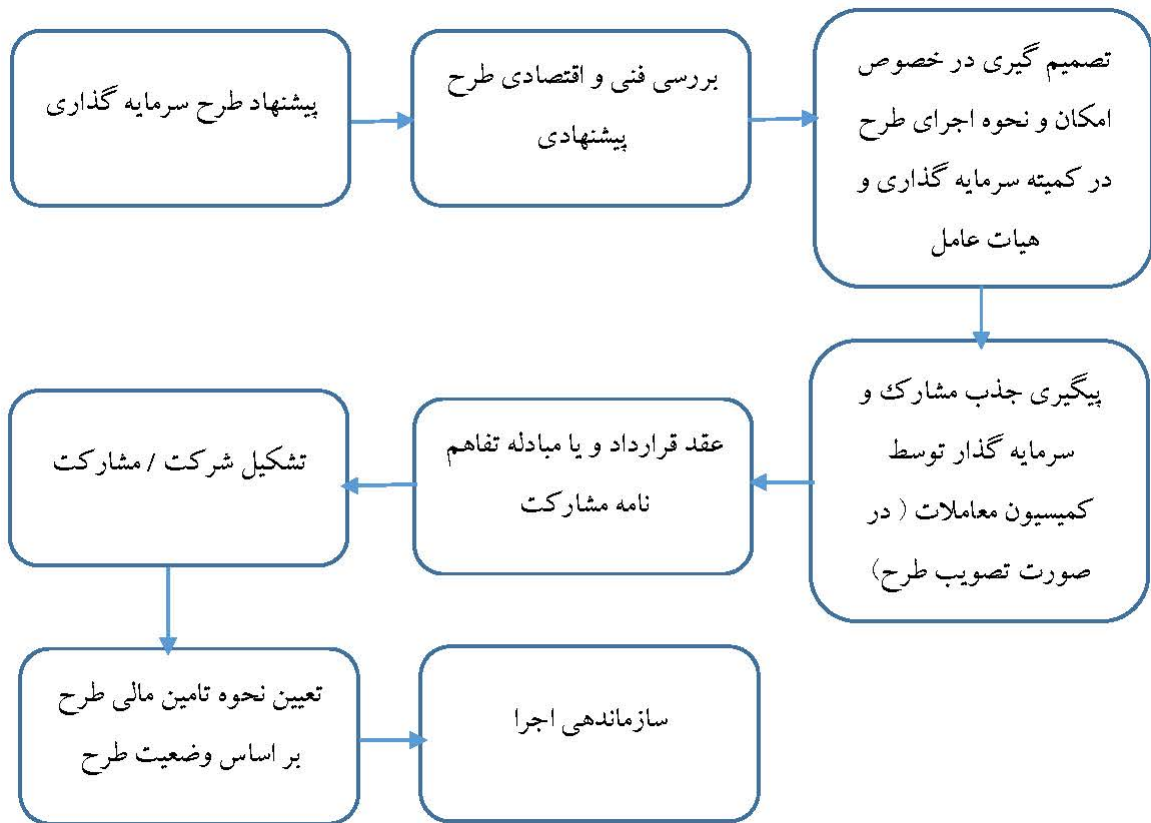 پیشنهاد طرح سرمایه گذاری
بررسی فنی و اقتصادی طرح
پیشنهادی
تصمیم گیری در خصوص
امکان و نحوه اجرای طرح
در کمیته سرمایه گذاری و
هیات عامل
پیگیری جذب مشارک و
سرمایه گذار توسط
کمیسیون معاملات ( در
صورت تصویب طرح)
عقد قرارداد و یا مبادله تفاهم
نامه مشارکت
تشکیل شرکت / مشارکت
تعیین نحوه تامین مالی طرح
بر اساس وضعیت طرح
سازماندهی اجرا